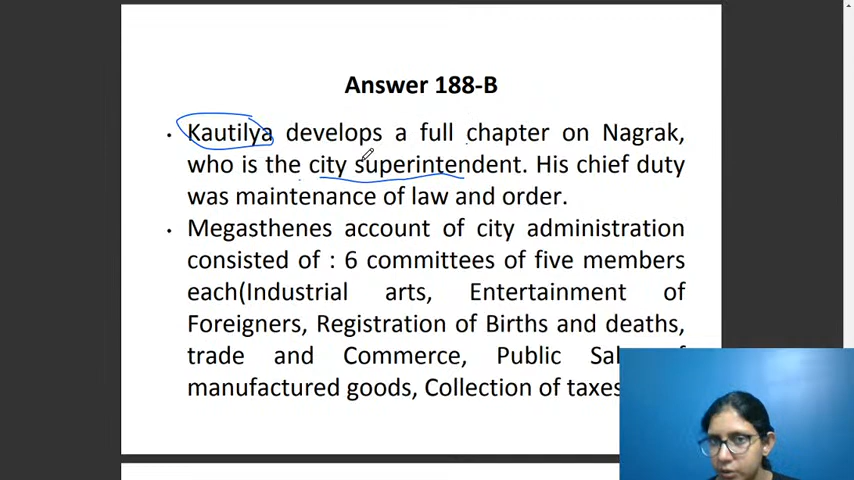 Answer 188-B
• Kautilya develops a full chapter on Nagrak,
who is the city superintendent. His chief duty
was maintenance of law and order.
• Megasthenes account of city administration
consisted of : 6 committees of five members
each(Industrial arts, Entertainment of
Foreigners, Registration of Births and deaths,
trade and Commerce, Public
manufactured goods, Collection of taxes